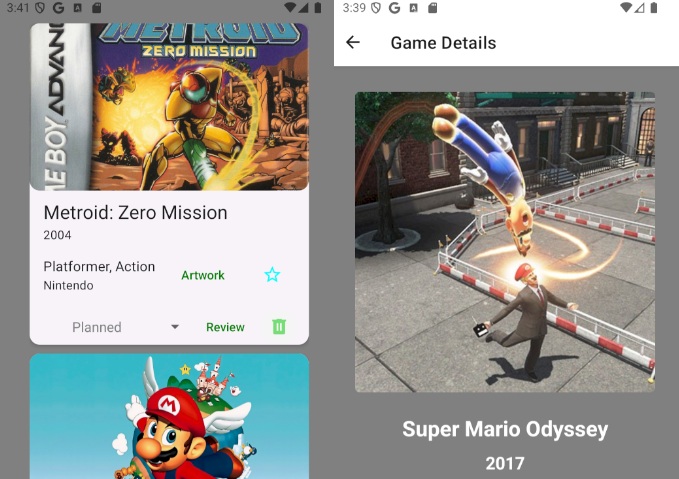 3:41
METROID
ZERO MISSION
GAME BOY ADVANCE
Metroid: Zero Mission
2004
Platformer, Action
Artwork
Nintendo
Planned
Review
M
3:39
Game Details
Super Mario Odyssey
2017